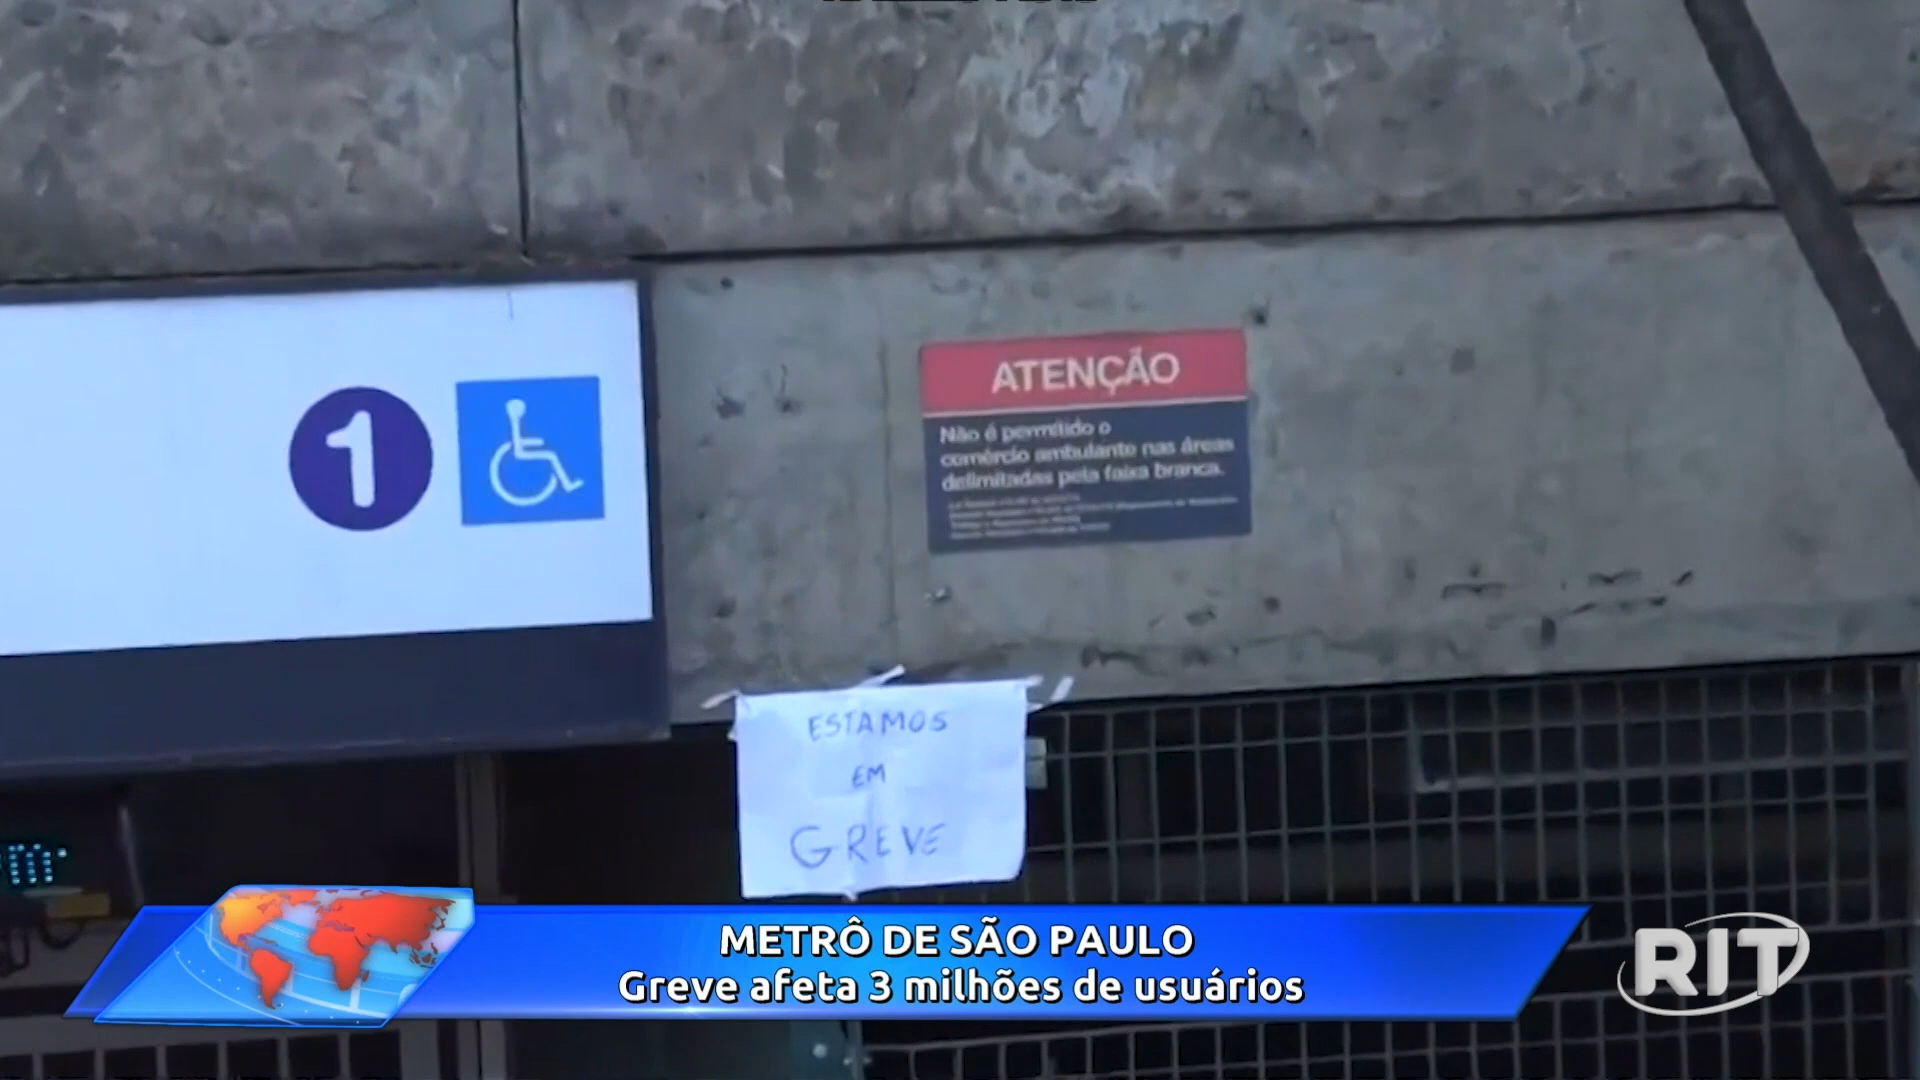 1
ATENÇÃO
Não é permitido o
comércio ambulante nas áreas
delimitadas pela faixa branca.
ESTAMOS
EM
GREVE
METRÔ DE SÃO PAULO
Greve afeta 3 milhões de usuários
RIT